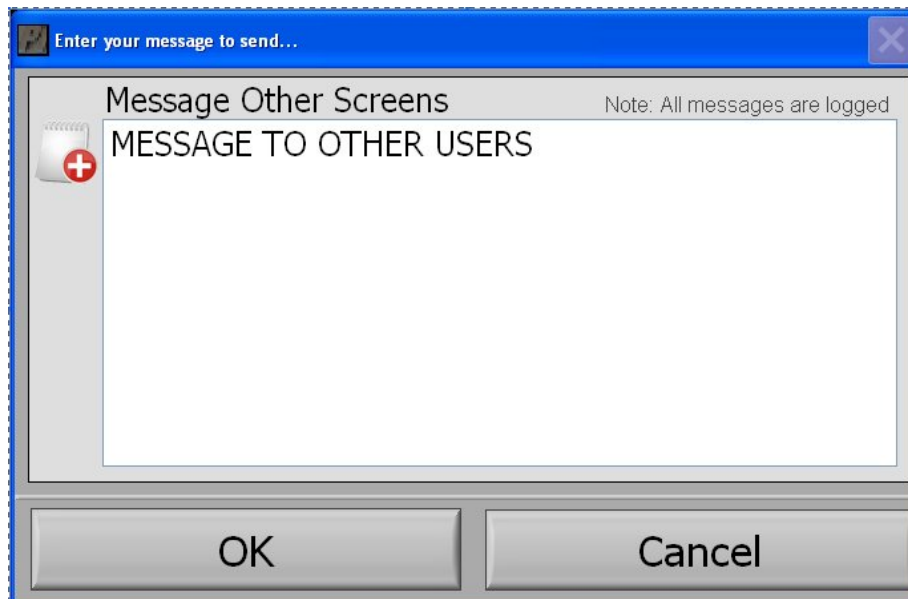 Enter your message to send...
Message Other Screens
Note: All messages are logged
MESSAGE TO OTHER USERS
OK
Cancel